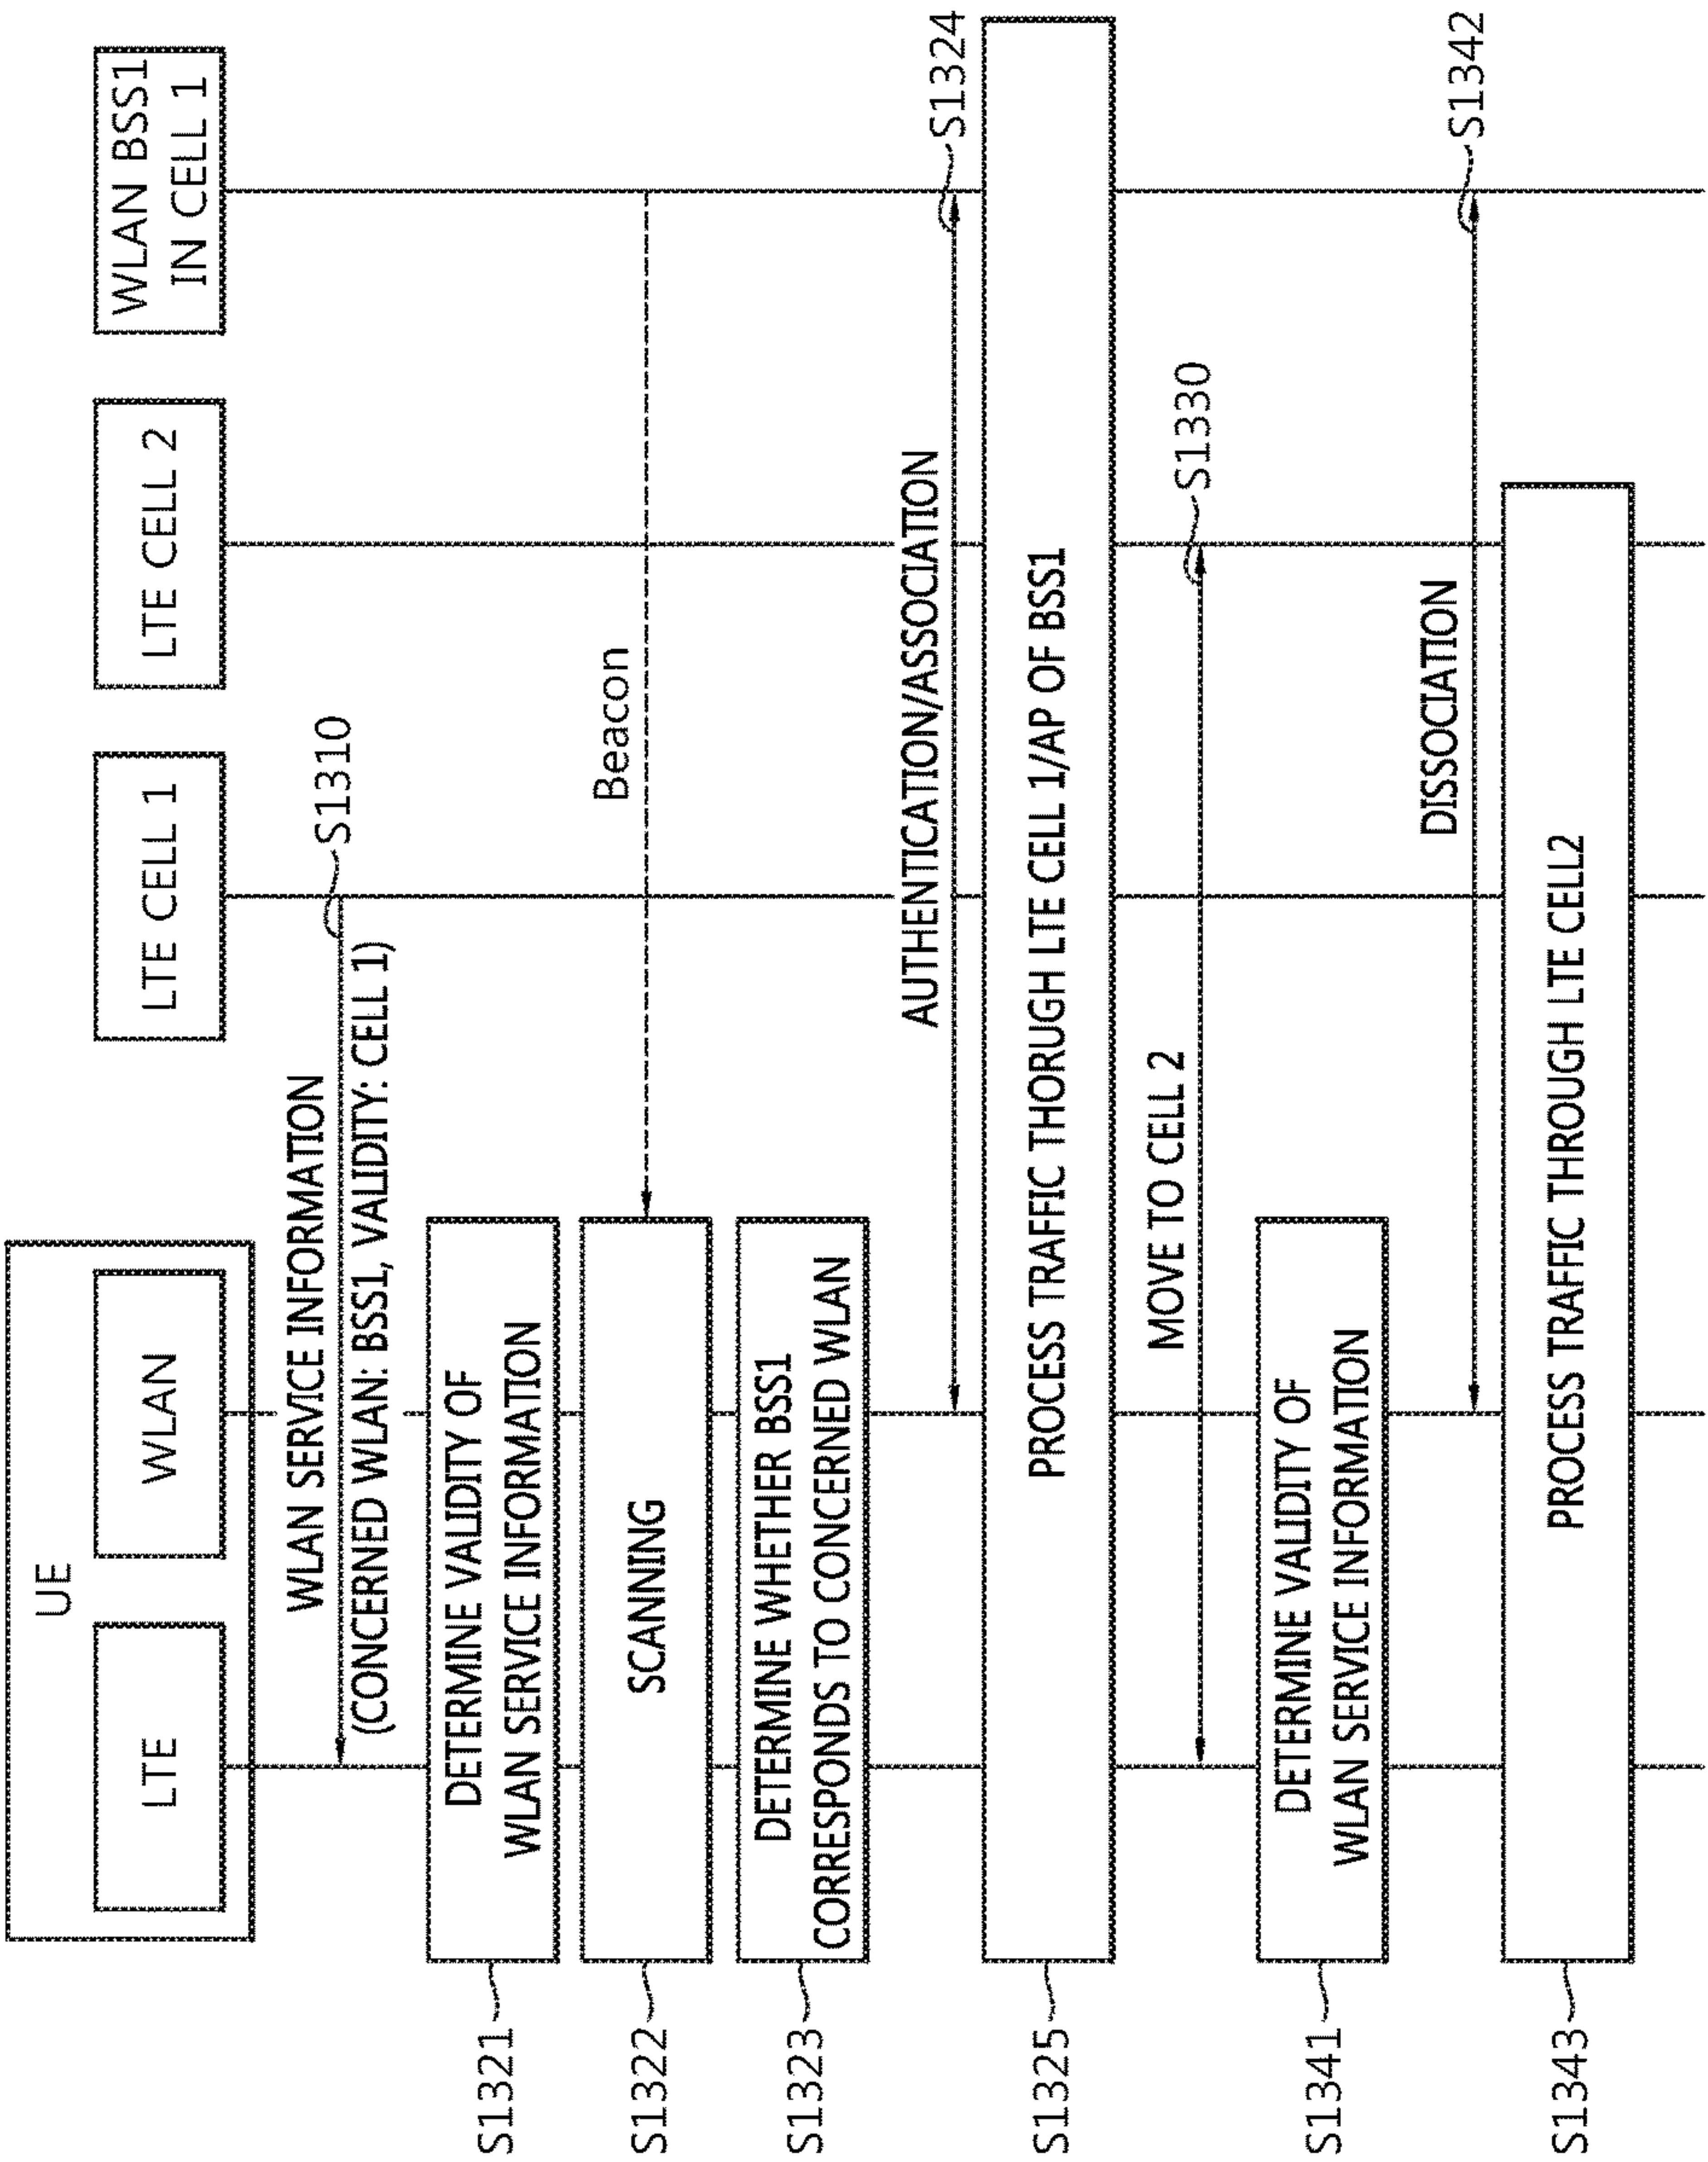 UE
LTE
WLAN
LTE CELL 1
LTE CELL 2
WLAN BSS1
IN CELL 1
WLAN SERVICE INFORMATION
S1310
(CONCERNED WLAN: BSS1, VALIDITY: CELL 1)
S1321
DETERMINE VALIDITY OF
WLAN SERVICE INFORMATION
Beacon
S1322
SCANNING
S1323
DETERMINE WHETHER BSS1
CORRESPONDS TO CONCERNED WLAN
AUTHENTICATION/ASSOCIATION
S1324
S1325
PROCESS TRAFFIC THORUGH LTE CELL 1/AP OF BSS1
MOVE TO CELL 2
S1330
S1341
DETERMINE VALIDITY OF
WLAN SERVICE INFORMATION
DISSOCIATION
S1342
S1343
PROCESS TRAFFIC THROUGH LTE CELL2